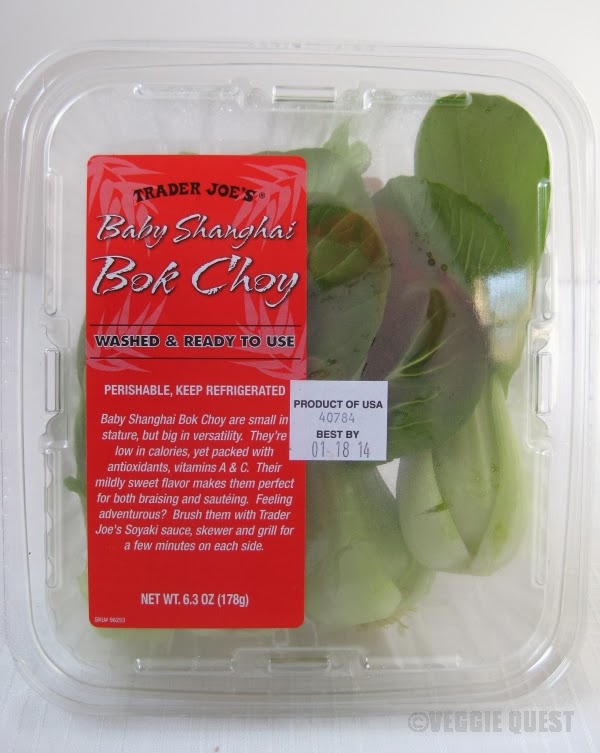 TRADER JOE'S®
Baby Shanghai
Bok Choy
WASHED & READY TO USE
PERISHABLE, KEEP REFRIGERATED
Baby Shanghai Bok Choy are small in
stature, but big in versatility. They're
low in calories, yet packed with
antioxidants, vitamins A & C. Their
mildly sweet flavor makes them perfect
for both braising and sautéing. Feeling
adventurous? Brush them with Trader
Joe's Soyaki sauce, skewer and grill for
a few minutes on each side.
NET WT. 6.3 OZ (178g)
SKU# 96253
PRODUCT OF USA
40784
BEST BY
01 18 14
©VEGGIE QUEST